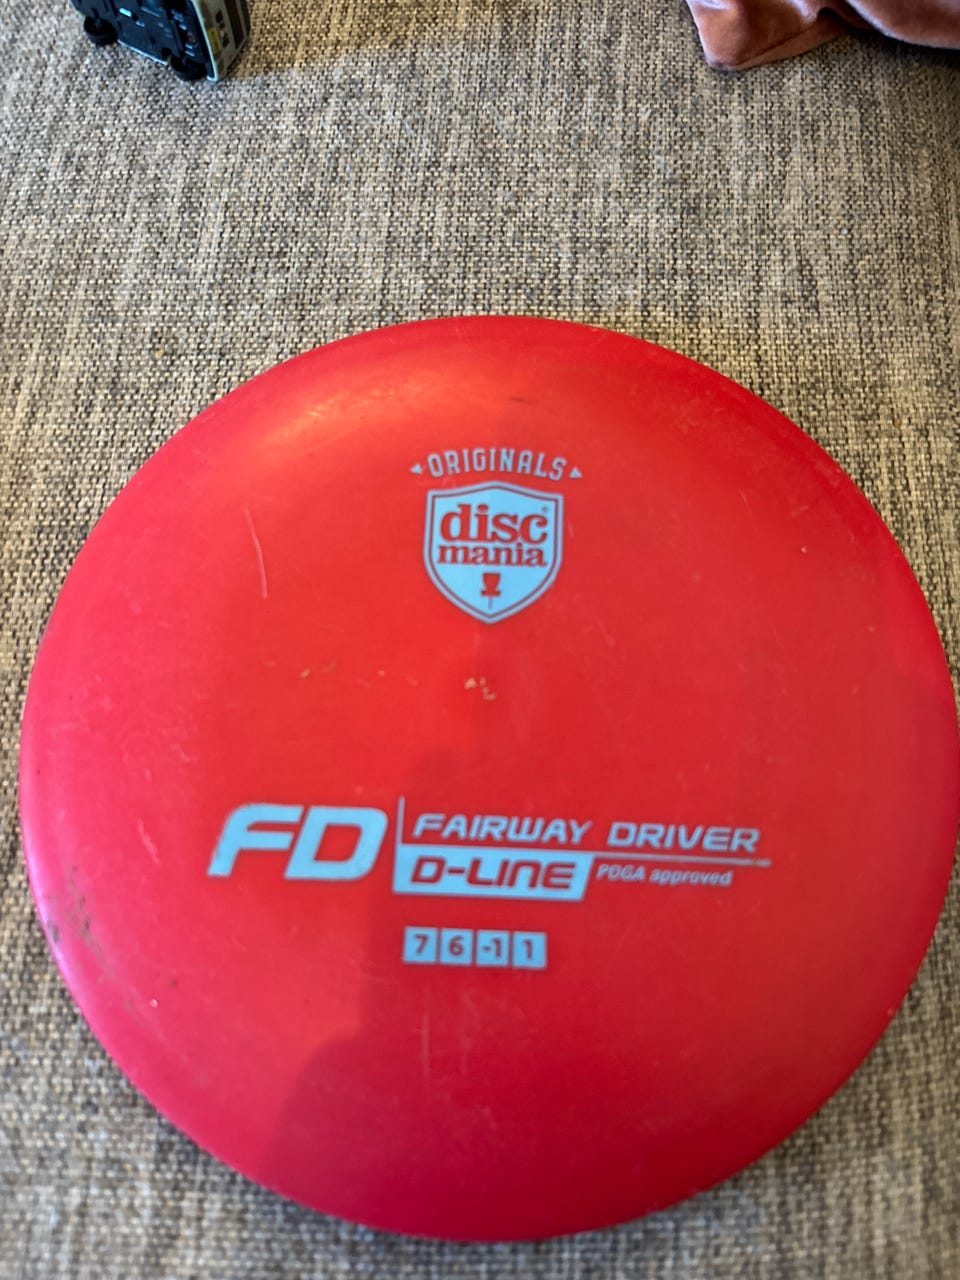 ORIGINALS
disc
mania
FD
FAIRWAY DRIVER
D-LINE PDGA approved
7 6 -1 1